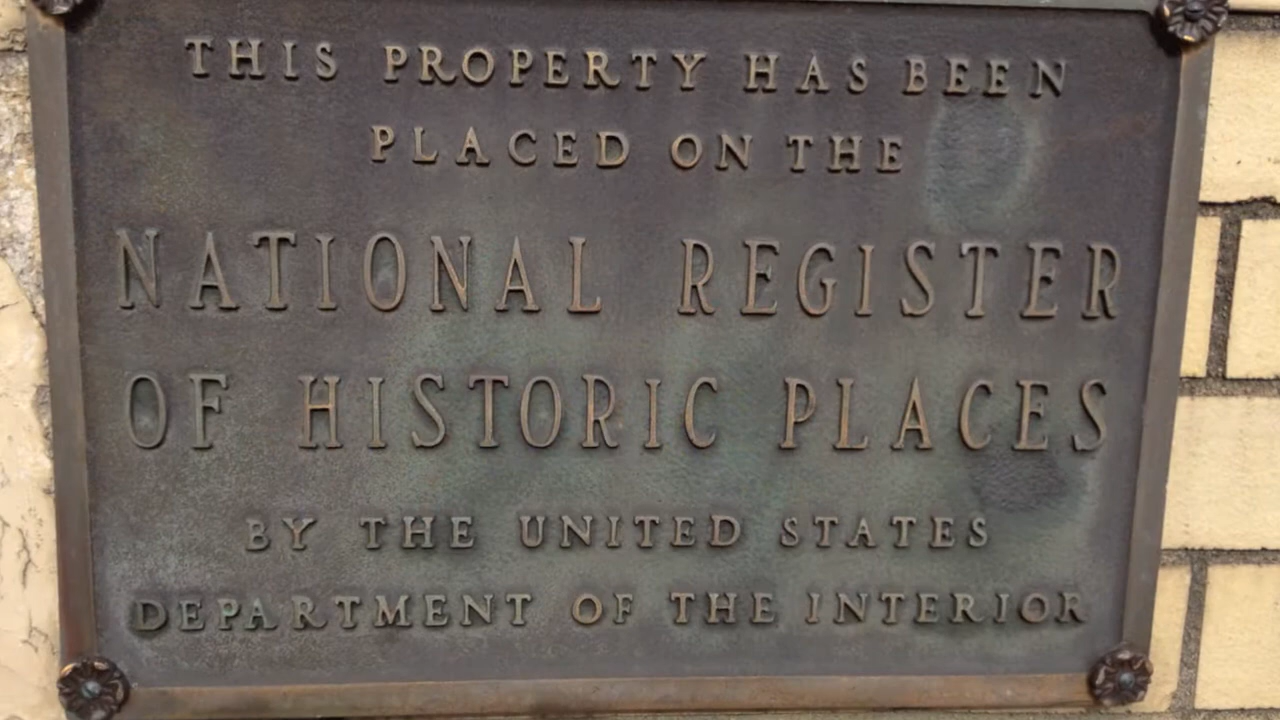 THIS PROPERTY HAS BEEN
PLACED ON THE
NATIONAL REGISTER
OF HISTORIC PLACES
BY THE UNITED STATES
DEPARTMENT OF THE INTERIOR